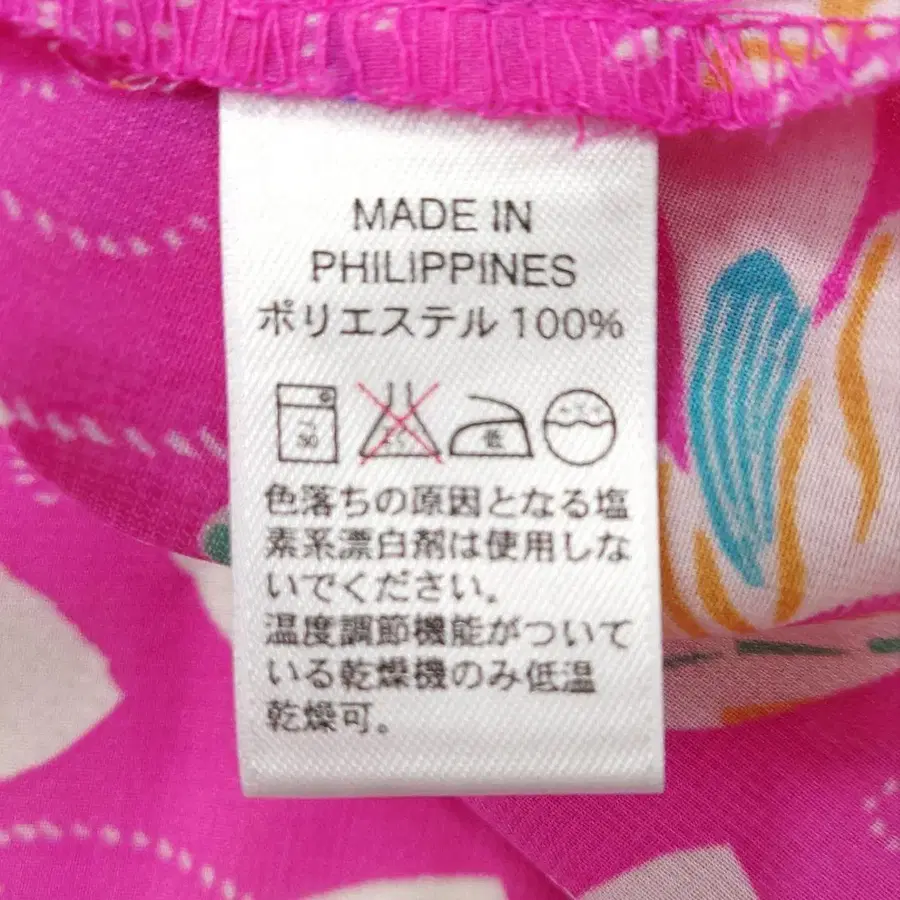 MADE IN
PHILIPPINES
ポリエステル 100%
低
色落ちの原因となる塩
素系漂白剤は使用しな
いでください。
温度調節機能がついて
いる乾燥機のみ低温
乾燥可。